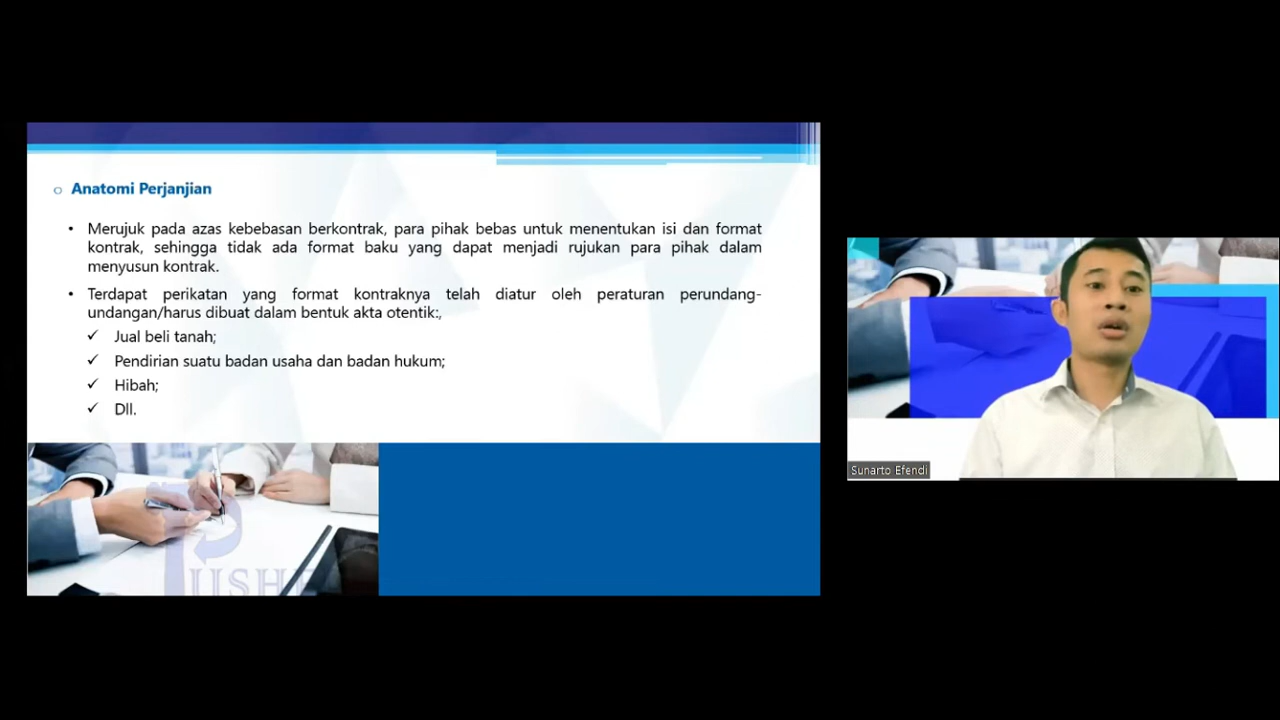 Anatomi Perjanjian
• Merujuk pada azas kebebasan berkontrak, para pihak bebas untuk menentukan isi dan format
kontrak, sehingga tidak ada format baku yang dapat menjadi rujukan para pihak dalam
menyusun kontrak.
• Terdapat perikatan yang format kontraknya telah diatur oleh peraturan perundang-
undangan/harus dibuat dalam bentuk akta otentik:,
✓ Jual beli tanah;
✓ Pendirian suatu badan usaha dan badan hukum;
✓ Hibah;
✓ Dll.
Sunarto Efendi